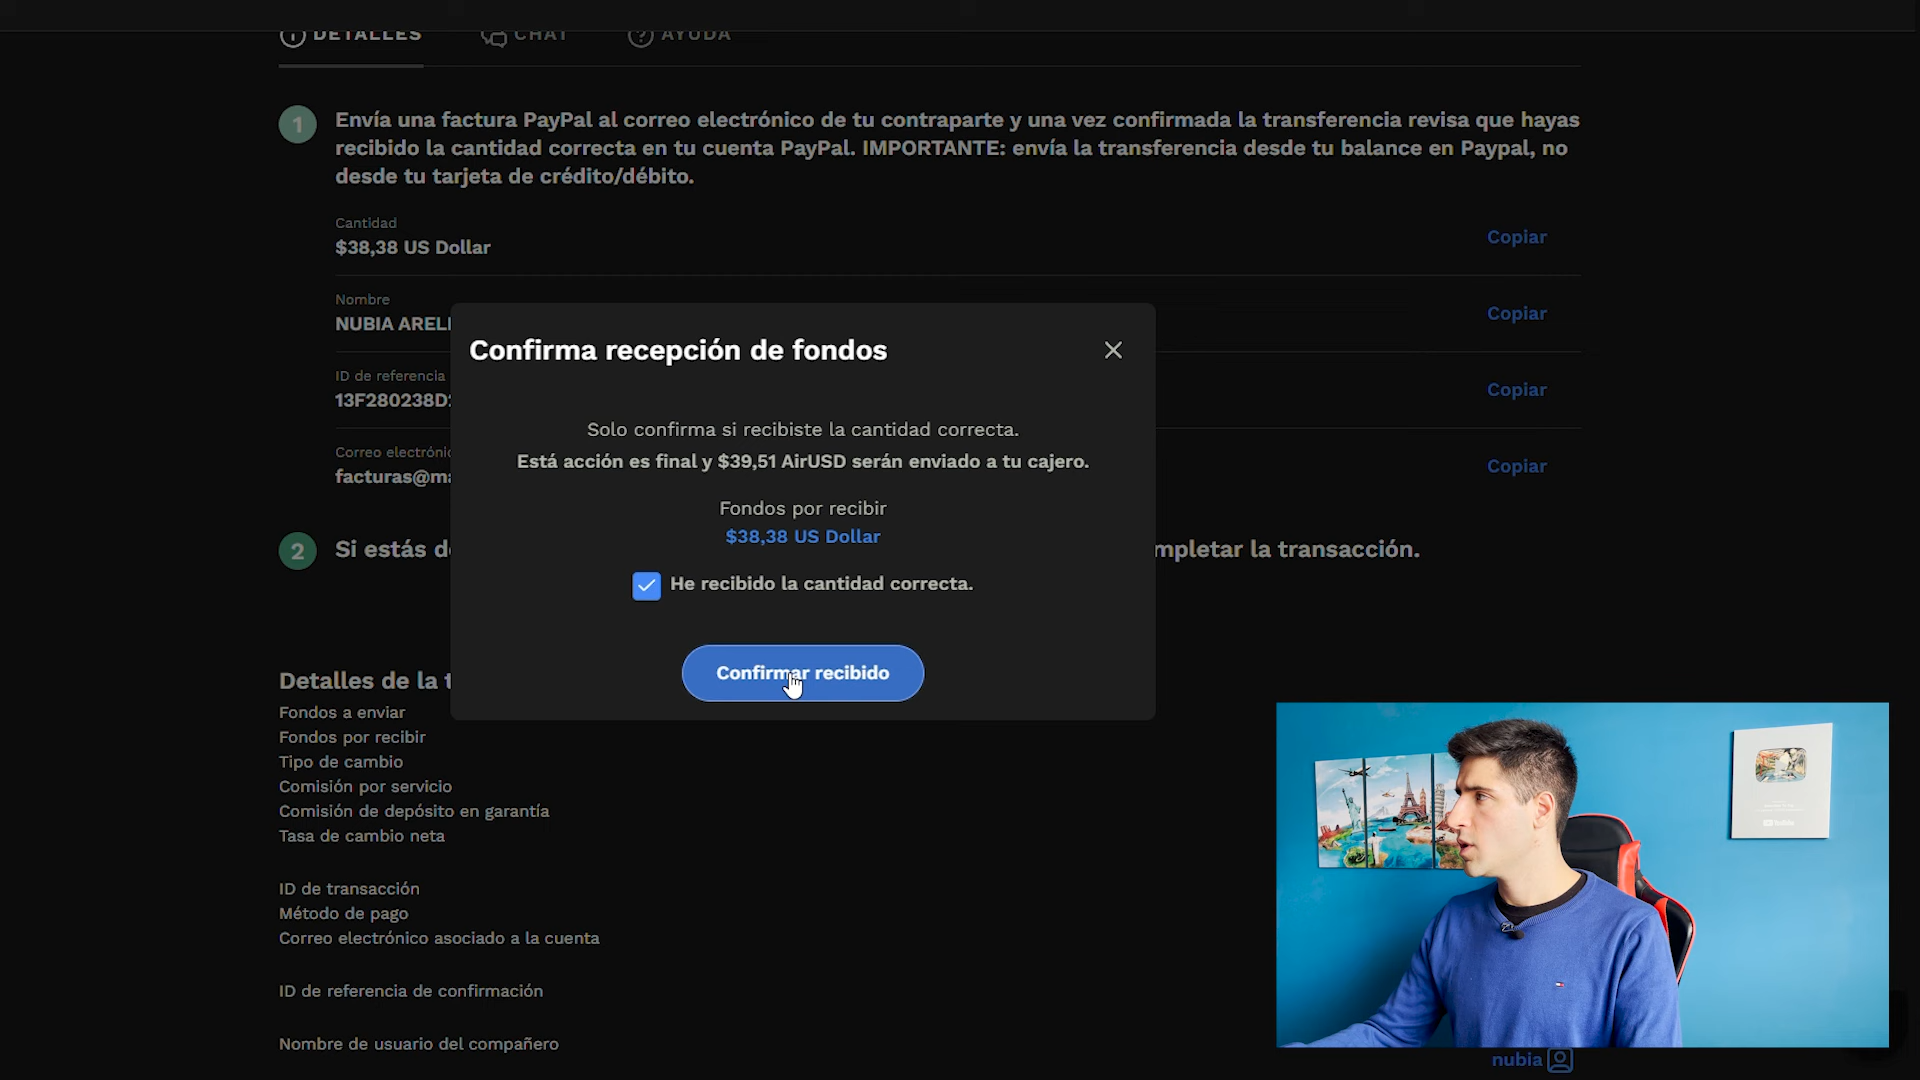 DETALLES
CHAT
AYUDA
1
Envía una factura PayPal al correo electrónico de tu contraparte y una vez confirmada la transferencia revisa que hayas
recibido la cantidad correcta en tu cuenta PayPal. IMPORTANTE: envía la transferencia desde tu balance en Paypal, no
desde tu tarjeta de crédito/débito.
Cantidad
$38,38 US Dollar
Copiar
Nombre
NUBIA ARELL
Copiar
ID de referencia
13F280238D
Copiar
Correo electrónic
facturas@ma
Copiar
Confirma recepción de fondos
Solo confirma si recibiste la cantidad correcta.
Está acción es final y $39,51 AirUSD serán enviado a tu cajero.
Fondos por recibir
$38,38 US Dollar
He recibido la cantidad correcta.
Confirmar recibido
2
Si estás d
mpletar la transacción.
Detalles de la t
Fondos a enviar
Fondos por recibir
Tipo de cambio
Comisión por servicio
Comisión de depósito en garantía
Tasa de cambio neta
ID de transacción
Método de pago
Correo electrónico asociado a la cuenta
ID de referencia de confirmación
Nombre de usuario del compañero
nubia